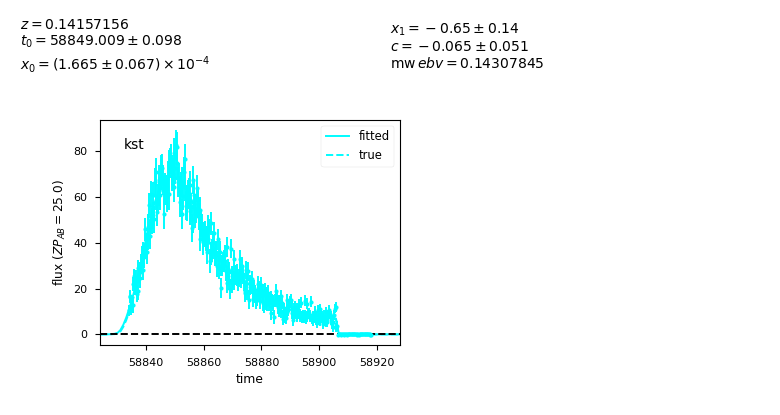 z = 0.14157156
t₀ = 58849.009 ± 0.098
x₀ = (1.665 ± 0.067) × 10⁻⁴
x₁ = −0.65 ± 0.14
c = −0.065 ± 0.051
mwebv = 0.14307845
kst
fitted
true
flux (ZP_AB = 25.0)
80
60
40
20
0
58840 58860 58880 58900 58920
time